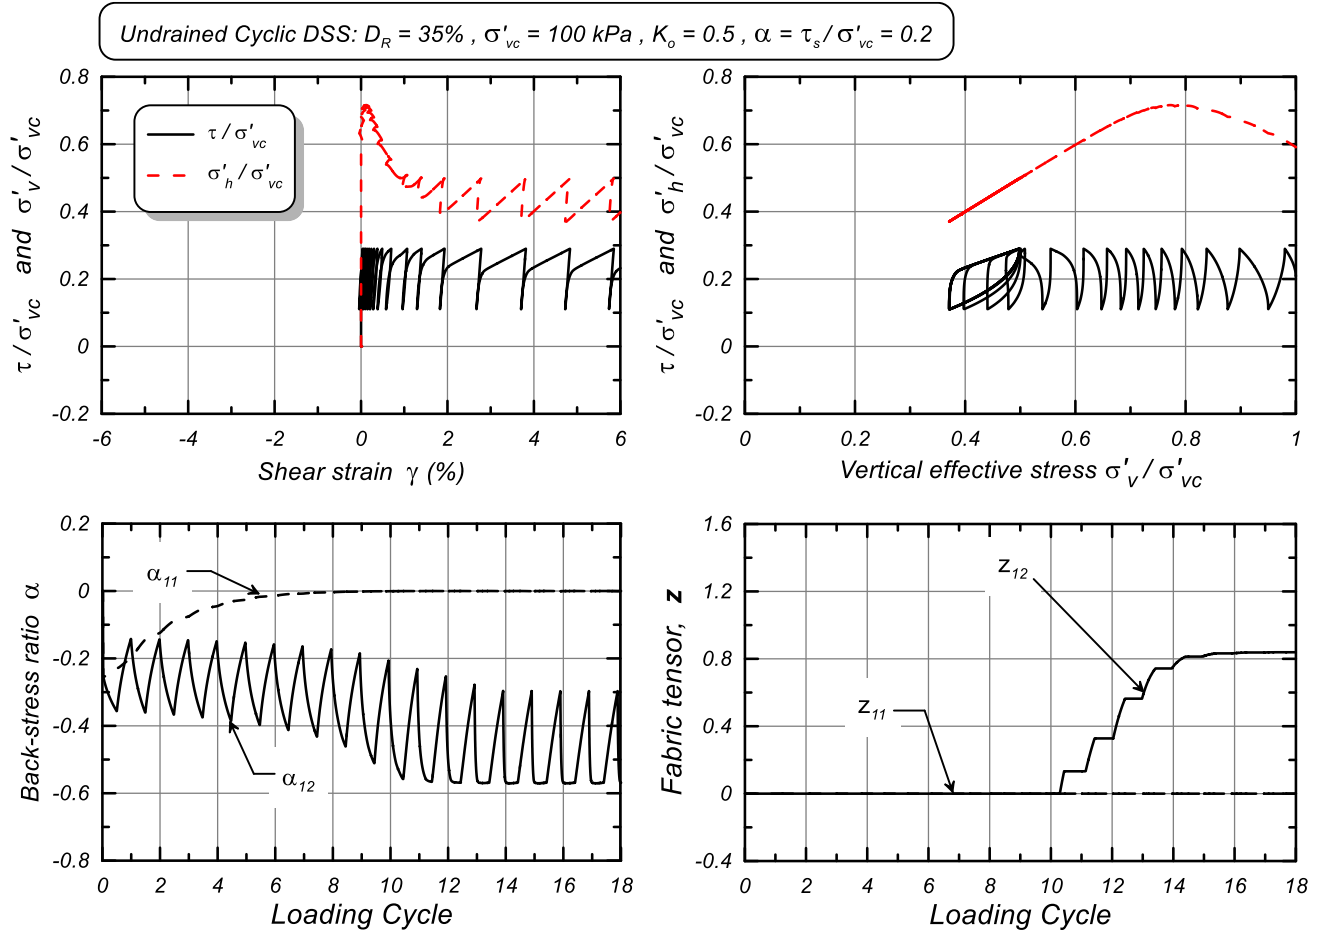 Undrained Cyclic DSS: D_R = 35% , σ'_vc = 100 kPa , K_o = 0.5 , α = τ_s / σ'_vc = 0.2
τ / σ'_vc and σ'_v / σ'_vc
0.8
0.6
0.4
0.2
0
-0.2
τ / σ'_vc
σ'_h / σ'_vc
-6 -4 -2 0 2 4 6
Shear strain γ (%)
τ / σ'_vc and σ'_h / σ'_vc
0.8
0.6
0.4
0.2
0
-0.2
0 0.2 0.4 0.6 0.8 1
Vertical effective stress σ'_v / σ'_vc
Back-stress ratio α
0.2
0
-0.2
-0.4
-0.6
-0.8
α_11
α_12
0 2 4 6 8 10 12 14 16 18
Loading Cycle
Fabric tensor, z
1.6
1.2
0.8
0.4
0
-0.4
z_12
z_11
0 2 4 6 8 10 12 14 16 18
Loading Cycle